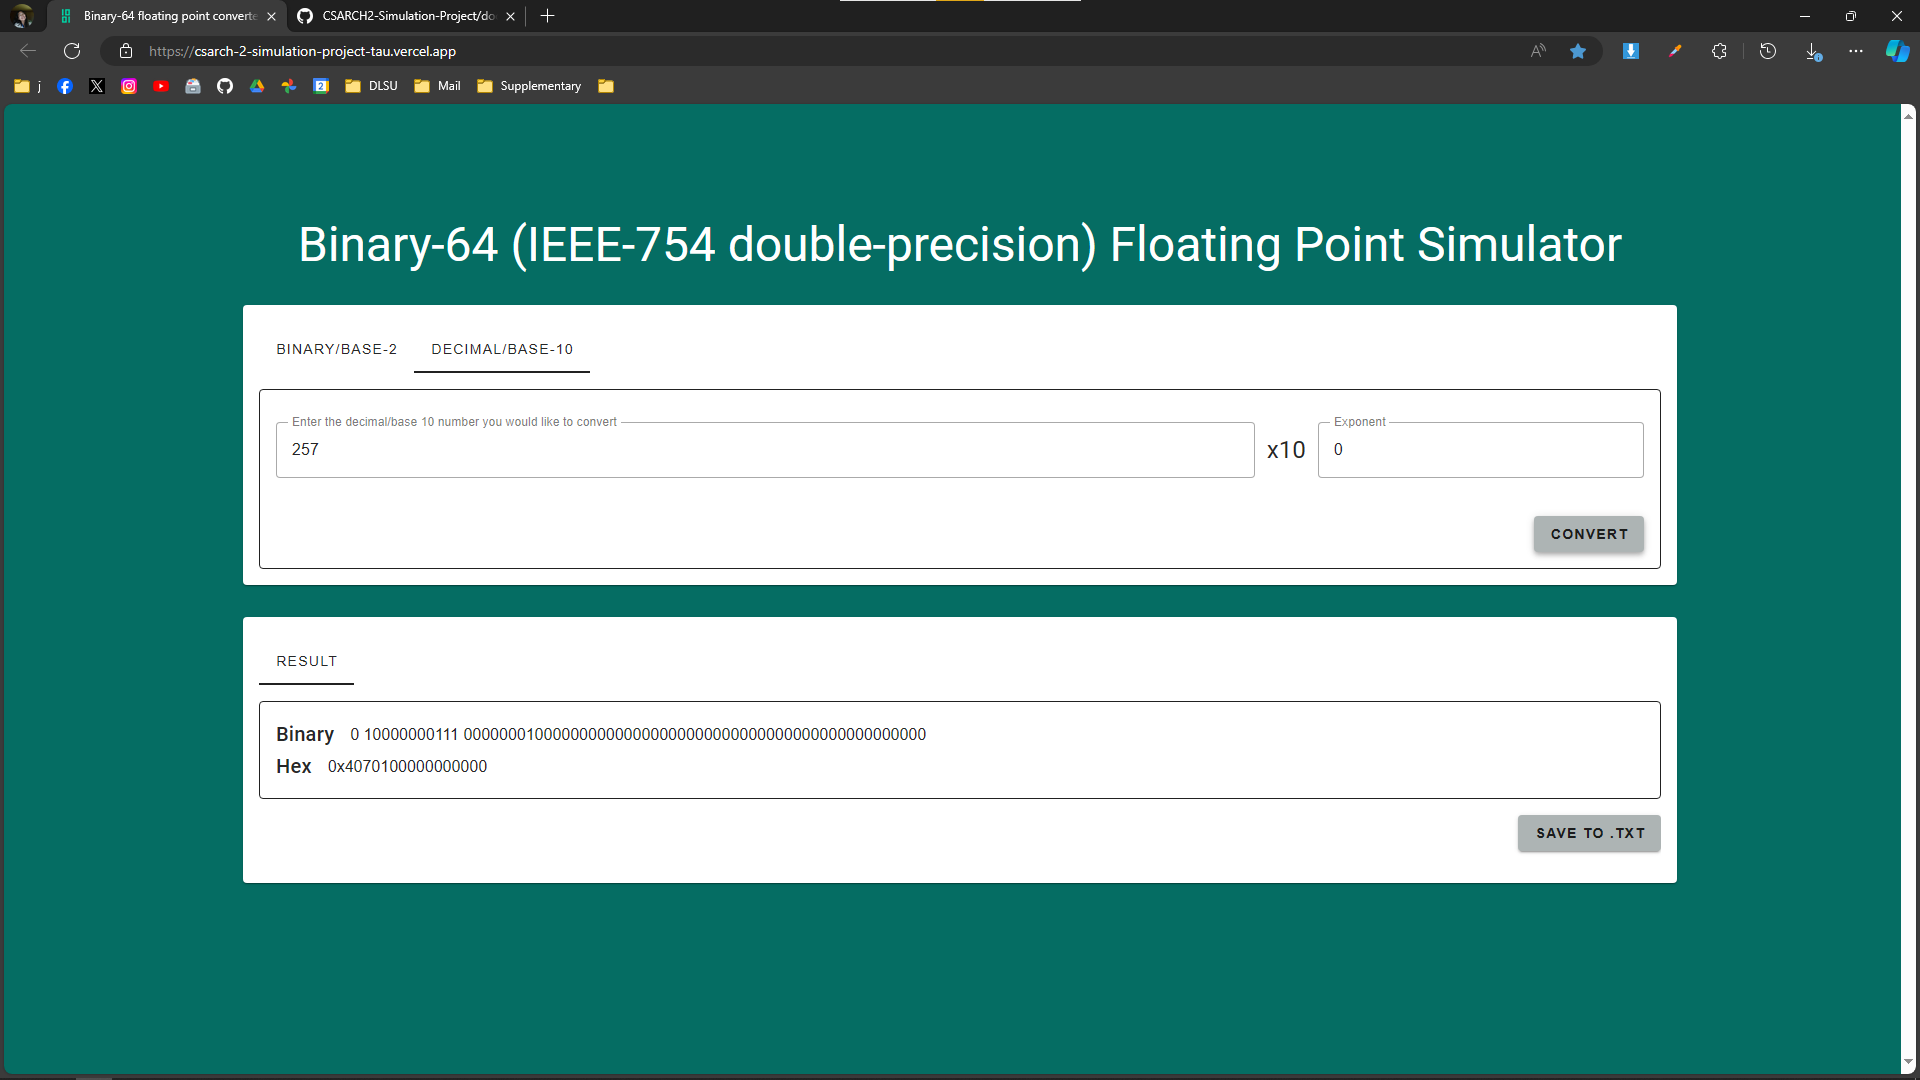 Binary-64 floating point converte
CSARCH2-Simulation-Project/do
https://csarch-2-simulation-project-tau.vercel.app
j
DLSU
Mail
Supplementary
Binary-64 (IEEE-754 double-precision) Floating Point Simulator
BINARY/BASE-2 DECIMAL/BASE-10
Enter the decimal/base 10 number you would like to convert
257
x10
Exponent
0
CONVERT
RESULT
Binary 0 10000000111 0000000100000000000000000000000000000000000000000000
Hex 0x4070100000000000
SAVE TO .TXT